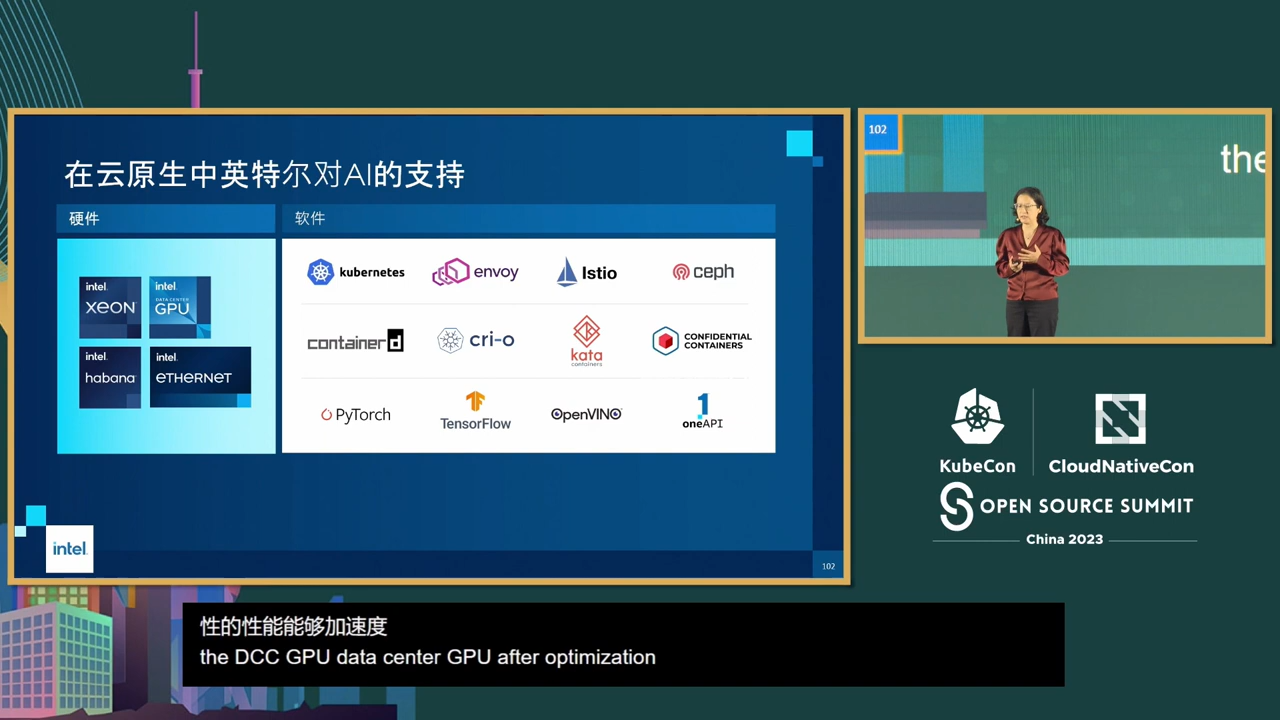 在云原生中英特尔对AI的支持
硬件
软件
intel.
XEON
intel.
DATA CENTER
GPU
intel.
habana
intel.
ETHERNET
kubernetes
envoy
Istio
ceph
containerd
cri-o
kata
containers
CONFIDENTIAL
CONTAINERS
PyTorch
TensorFlow
OpenVINO
1
oneAPI
intel.
102
102
the
KubeCon
CloudNativeCon
OPEN SOURCE SUMMIT
China 2023
性的性能能够加速度
the DCC GPU data center GPU after optimization